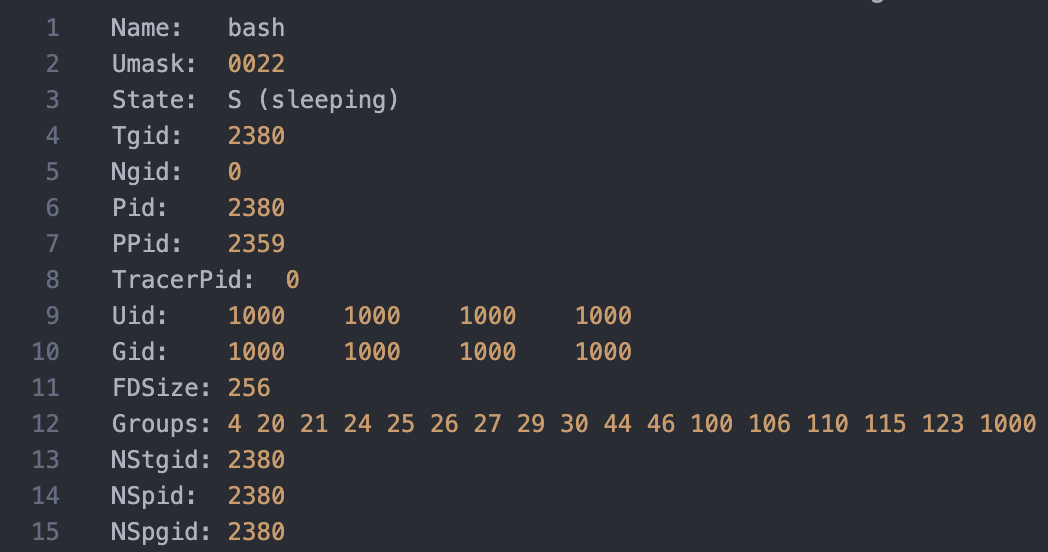 1 Name: bash
2 Umask: 0022
3 State: S (sleeping)
4 Tgid: 2380
5 Ngid: 0
6 Pid: 2380
7 PPid: 2359
8 TracerPid: 0
9 Uid: 1000 1000 1000 1000
10 Gid: 1000 1000 1000 1000
11 FDSize: 256
12 Groups: 4 20 21 24 25 26 27 29 30 44 46 100 106 110 115 123 1000
13 NStgid: 2380
14 NSpid: 2380
15 NSpgid: 2380